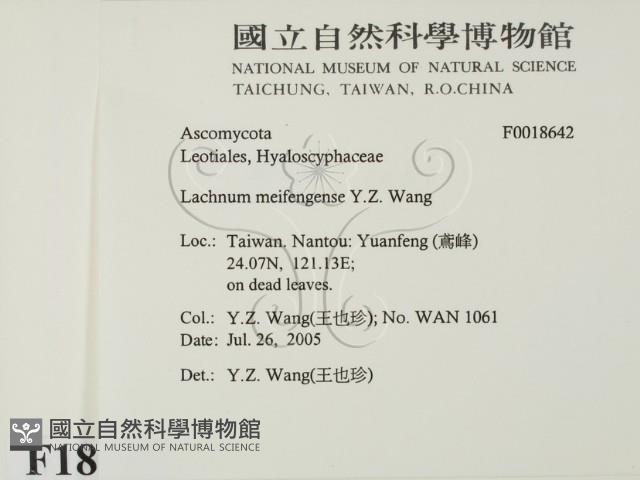 國立自然科學博物館
NATIONAL MUSEUM OF NATURAL SCIENCE
TAICHUNG, TAIWAN, R.O.CHINA
Ascomycota F0018642
Leotiales, Hyaloscyphaceae
Lachnum meifengense Y.Z. Wang
Loc.: Taiwan. Nantou: Yuanfeng (鳶峰)
24.07N, 121.13E;
on dead leaves.
Col.: Y.Z. Wang(王也珍); No. WAN 1061
Date: Jul. 26, 2005
Det.: Y.Z. Wang(王也珍)
國立自然科學博物館
NATIONAL MUSEUM OF NATURAL SCIENCE
F18